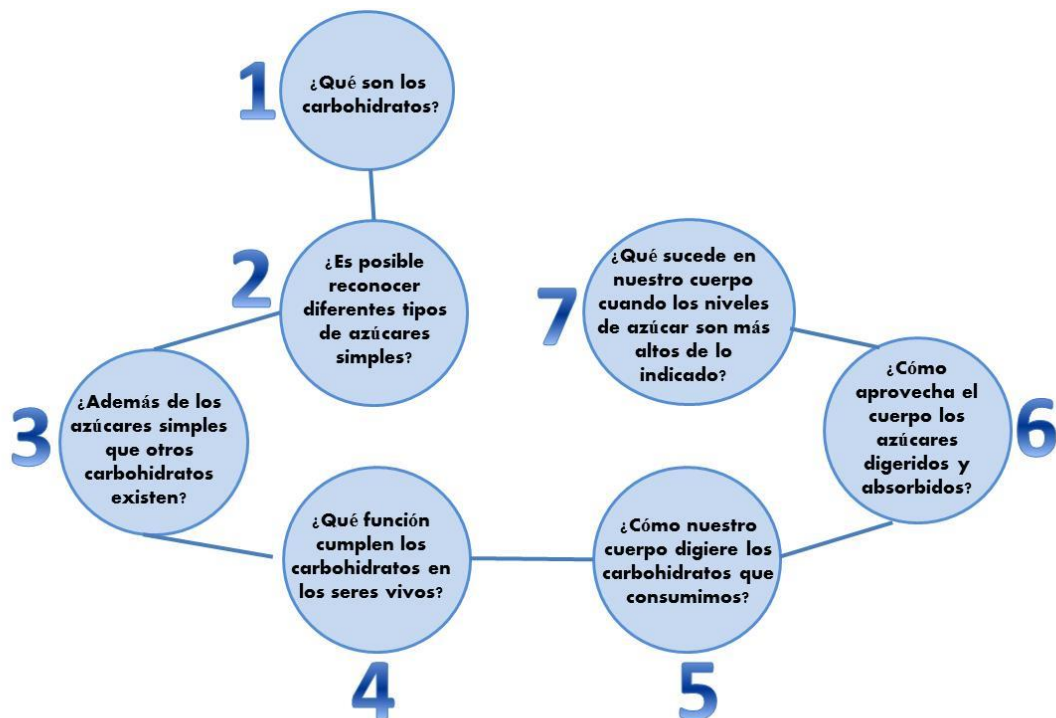 1
¿Qué son los
carbohidratos?
2
¿Es posible
reconocer
diferentes tipos
de azúcares
simples?
3
¿Además de los
azúcares simples
que otros
carbohidratos
existen?
4
¿Qué función
cumplen los
carbohidratos en
los seres vivos?
5
¿Cómo nuestro
cuerpo digiere los
carbohidratos que
consumimos?
6
¿Cómo
aprovecha el
cuerpo los
azúcares
digeridos y
absorbidos?
7
¿Qué sucede en
nuestro cuerpo
cuando los niveles
de azúcar son más
altos de lo
indicado?